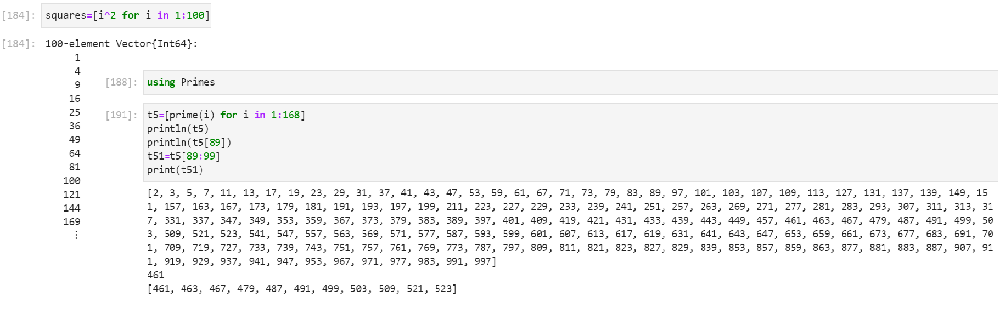 [184]: squares=[i^2 for i in 1:100]
[184]: 100-element Vector{Int64}:
1
4
9
16
25
36
49
64
81
100
121
144
169
⋮
[188]: using Primes
[191]: t5=[prime(i) for i in 1:168]
println(t5)
println(t5[89])
t51=t5[89:99]
print(t51)
[2, 3, 5, 7, 11, 13, 17, 19, 23, 29, 31, 37, 41, 43, 47, 53, 59, 61, 67, 71, 73, 79, 83, 89, 97, 101, 103, 107, 109, 113, 127, 131, 137, 139, 149, 15
1, 157, 163, 167, 173, 179, 181, 191, 193, 197, 199, 211, 223, 227, 229, 233, 239, 241, 251, 257, 263, 269, 271, 277, 281, 283, 293, 307, 311, 313, 31
7, 331, 337, 347, 349, 353, 359, 367, 373, 379, 383, 389, 397, 401, 409, 419, 421, 431, 433, 439, 443, 449, 457, 461, 463, 467, 479, 487, 491, 499, 50
3, 509, 521, 523, 541, 547, 557, 563, 569, 571, 577, 587, 593, 599, 601, 607, 613, 617, 619, 631, 641, 643, 647, 653, 659, 661, 673, 677, 683, 691, 70
1, 709, 719, 727, 733, 739, 743, 751, 757, 761, 769, 773, 787, 797, 809, 811, 821, 823, 827, 829, 839, 853, 857, 859, 863, 877, 881, 883, 887, 907, 91
1, 919, 929, 937, 941, 947, 953, 967, 971, 977, 983, 991, 997]
461
[461, 463, 467, 479, 487, 491, 499, 503, 509, 521, 523]